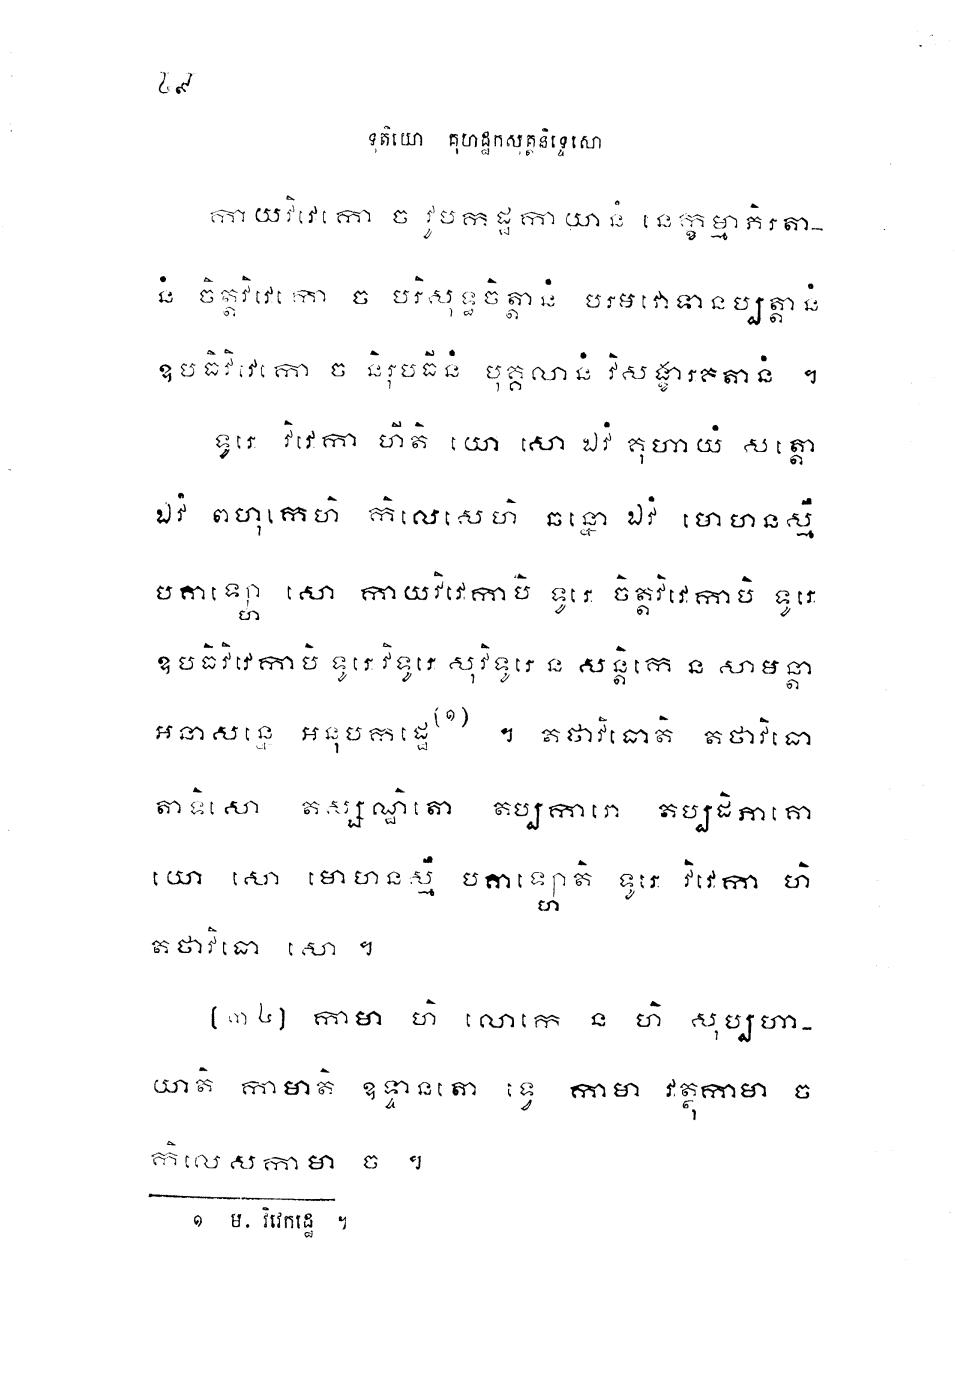 ៤៩
ទុតិយោ គុហដ្ឋកសុត្តនិទ្ទេសោ
កាយវិវេកោ ច វូបកដ្ឋកាយានំ នេក្ខម្មាភិរតា-
នំ ចិត្តវិវេកោ ច បរិសុទ្ធចិត្តានំ បរមវោទានប្បត្តានំ
ឧបធិវិវេកោ ច និរុបធីនំ បុគ្គលានំ វិសង្ខារគតានំ ។
ទូរេ វិវេកា ហីតិ យោ សោ ឯវំ គុហាយំ សត្តោ
ឯវំ ពហុកេហិ កិលេសេហិ ឆន្នោ ឯវំ មោហនស្មឹ
បគាឡ្ហោ សោ កាយវិវេកាបិ ទូរេ ចិត្តវិវេកាបិ ទូរេ
ឧបធិវិវេកាបិ ទូរេ វិទូរេ សុវិទូរេ ន សន្តិកេ ន សាមន្តា
អនាសន្នេ អនុបកដ្ឋេ(១) ។ តថាវិធោតិ តថាវិធោ
តាទិសោ តស្សណ្ឋិតោ តប្បការោ តប្បដិភាគោ
យោ សោ មោហនស្មឹ បគាឡ្ហោតិ ទូរេ វិវេកា ហិ
តថាវិធោ សោ ។
(៣៤) កាមា ហិ លោកេ ន ហិ សុប្បហា-
យាតិ កាមាតិ ឧទ្ទានតោ ទ្វេ កាមា វត្ថុកាមា ច
កិលេសកាមា ច ។
១ ម. វិវេកដ្ឋេ ។